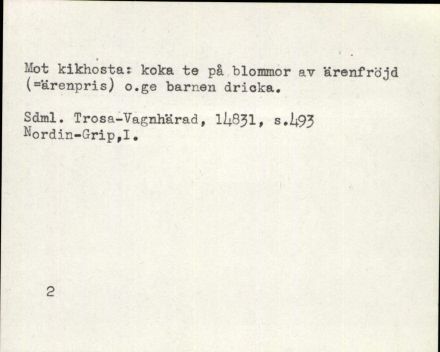 Mot kikhosta: koka te på blommor av ärenfröjd
(=ärenpris) o.ge barnen dricka.
Sdml. Trosa-Vagnhärad, 14831, s.493
Nordin-Grip,I.
2